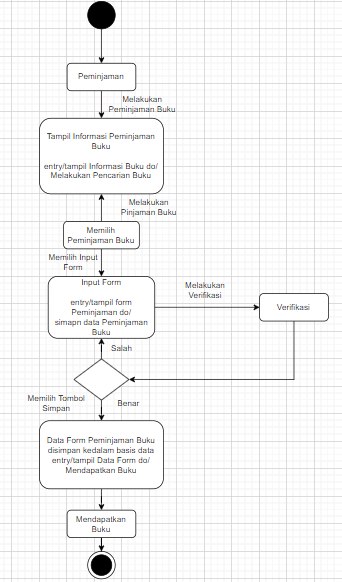 Peminjaman
Melakukan
Peminjaman Buku
Tampil Informasi Peminjaman
Buku
entry/tampil Informasi Buku do/
Melakukan Pencarian Buku
Melakukan
Pinjaman Buku
Memilih
Peminjaman Buku
Memilih Input
Form
Input Form
entry/tampil form
Peminjaman do/
simapn data Peminjaman
Buku
Melakukan
Verifikasi
Verifikasi
Salah
Memilih Tombol
Simpan
Benar
Data Form Peminjaman Buku
disimpan kedalam basis data
entry/tampil Data Form do/
Mendapatkan Buku
Mendapatkan
Buku